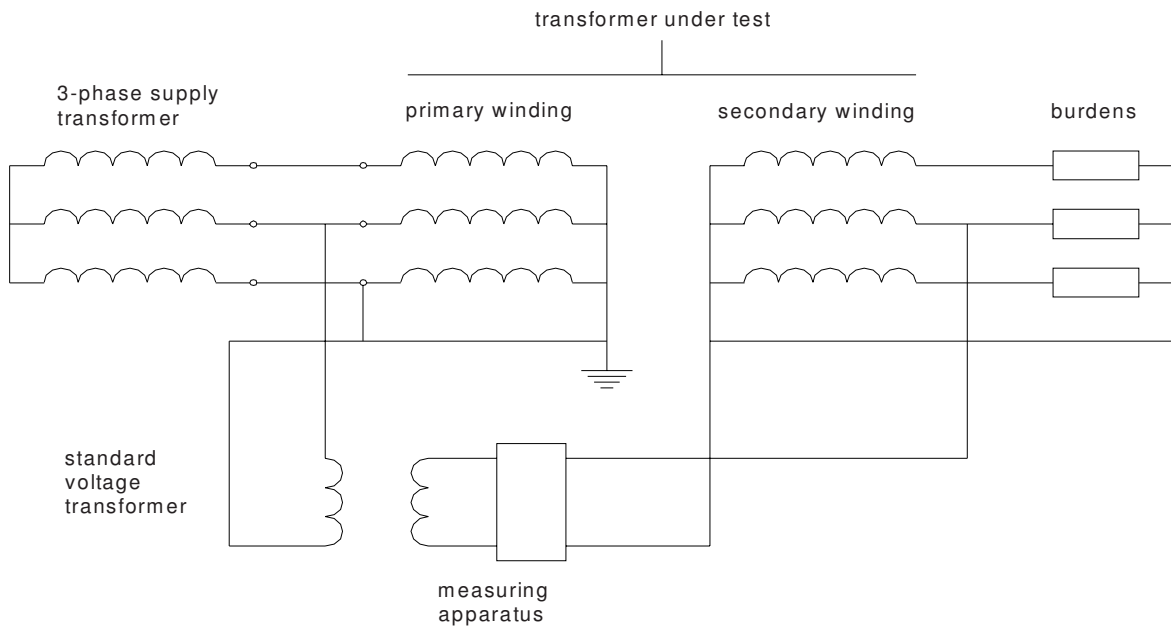 transformer under test
3-phase supply
transformer
primary winding
secondary winding
burdens
standard
voltage
transformer
measuring
apparatus